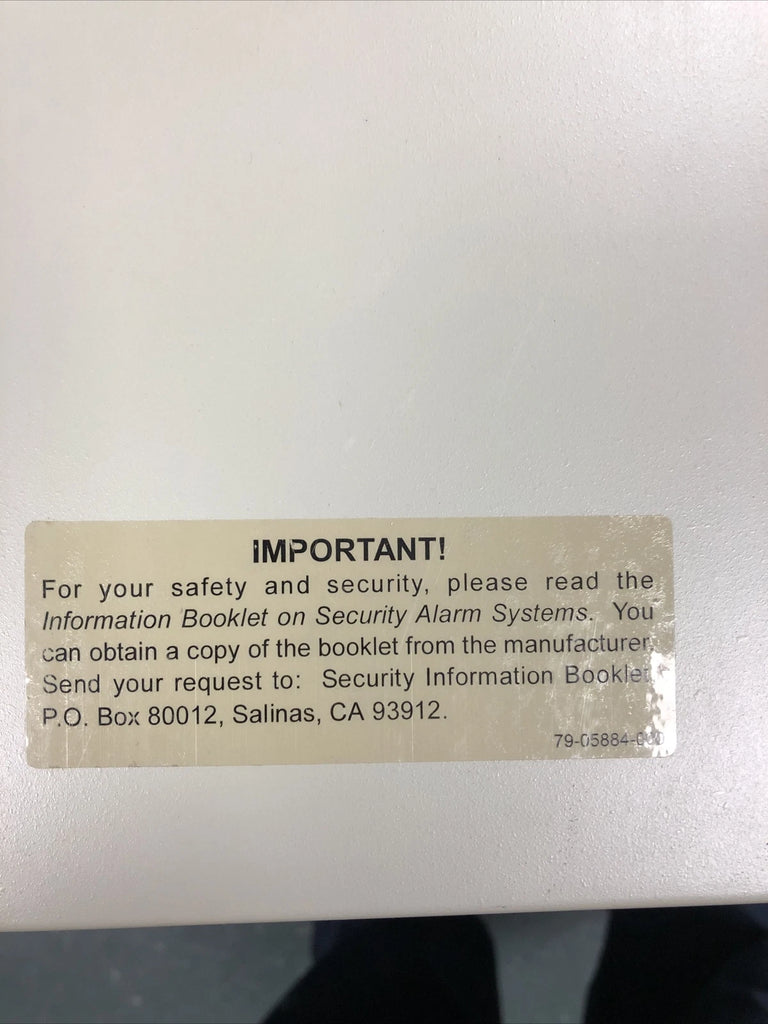 IMPORTANT!
For your safety and security, please read the
Information Booklet on Security Alarm Systems. You
can obtain a copy of the booklet from the manufacturer.
Send your request to: Security Information Booklet,
P.O. Box 80012, Salinas, CA 93912.